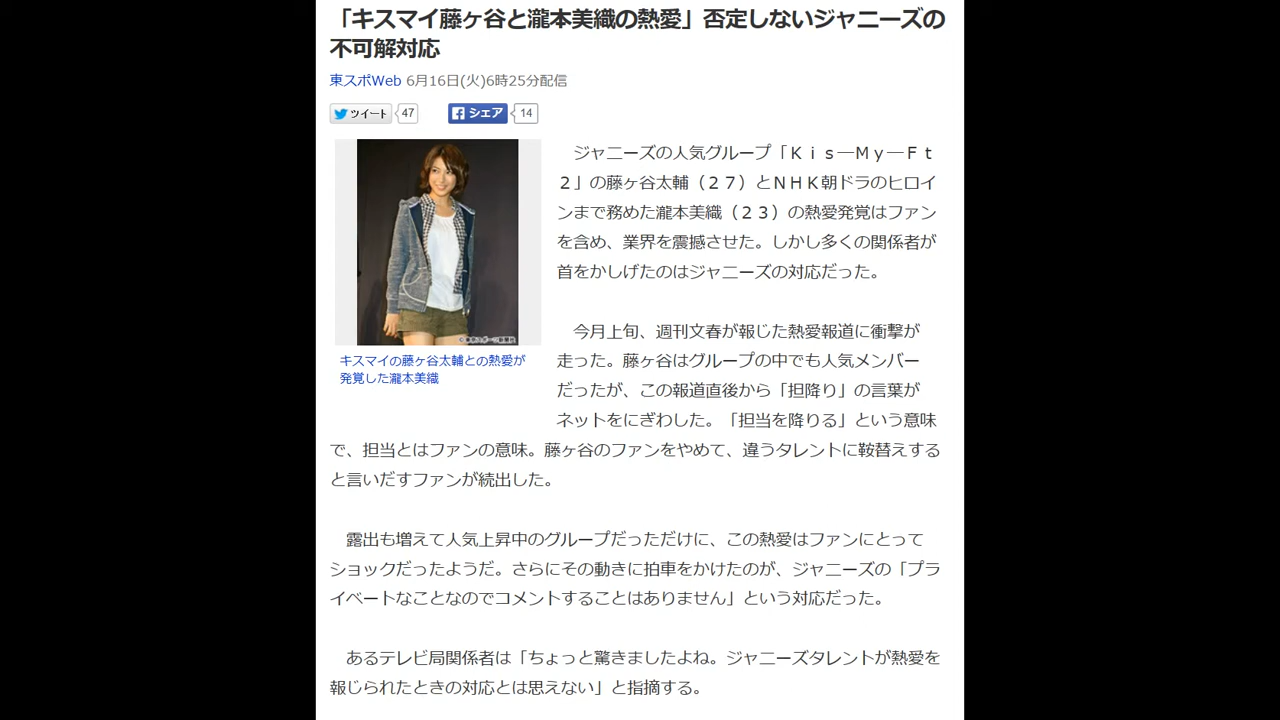 「キスマイ藤ヶ谷と瀧本美織の熱愛」否定しないジャニーズの
不可解対応
東スポWeb 6月16日(火)6時25分配信
ツイート 47 シェア 14
ジャニーズの人気グループ「Ｋｉｓ―Ｍｙ―Ｆｔ
２」の藤ヶ谷太輔（２７）とＮＨＫ朝ドラのヒロイ
ンまで務めた瀧本美織（２３）の熱愛発覚はファン
を含め、業界を震撼させた。しかし多くの関係者が
首をかしげたのはジャニーズの対応だった。
キスマイの藤ヶ谷太輔との熱愛が
発覚した瀧本美織
今月上旬、週刊文春が報じた熱愛報道に衝撃が
走った。藤ヶ谷はグループの中でも人気メンバー
だったが、この報道直後から「担降り」の言葉が
ネットをにぎわした。「担当を降りる」という意味
で、担当とはファンの意味。藤ヶ谷のファンをやめて、違うタレントに鞍替えする
と言いだすファンが続出した。
露出も増えて人気上昇中のグループだっただけに、この熱愛はファンにとって
ショックだったようだ。さらにその動きに拍車をかけたのが、ジャニーズの「プラ
イベートなことなのでコメントすることはありません」という対応だった。
あるテレビ局関係者は「ちょっと驚きましたよね。ジャニーズタレントが熱愛を
報じられたときの対応とは思えない」と指摘する。